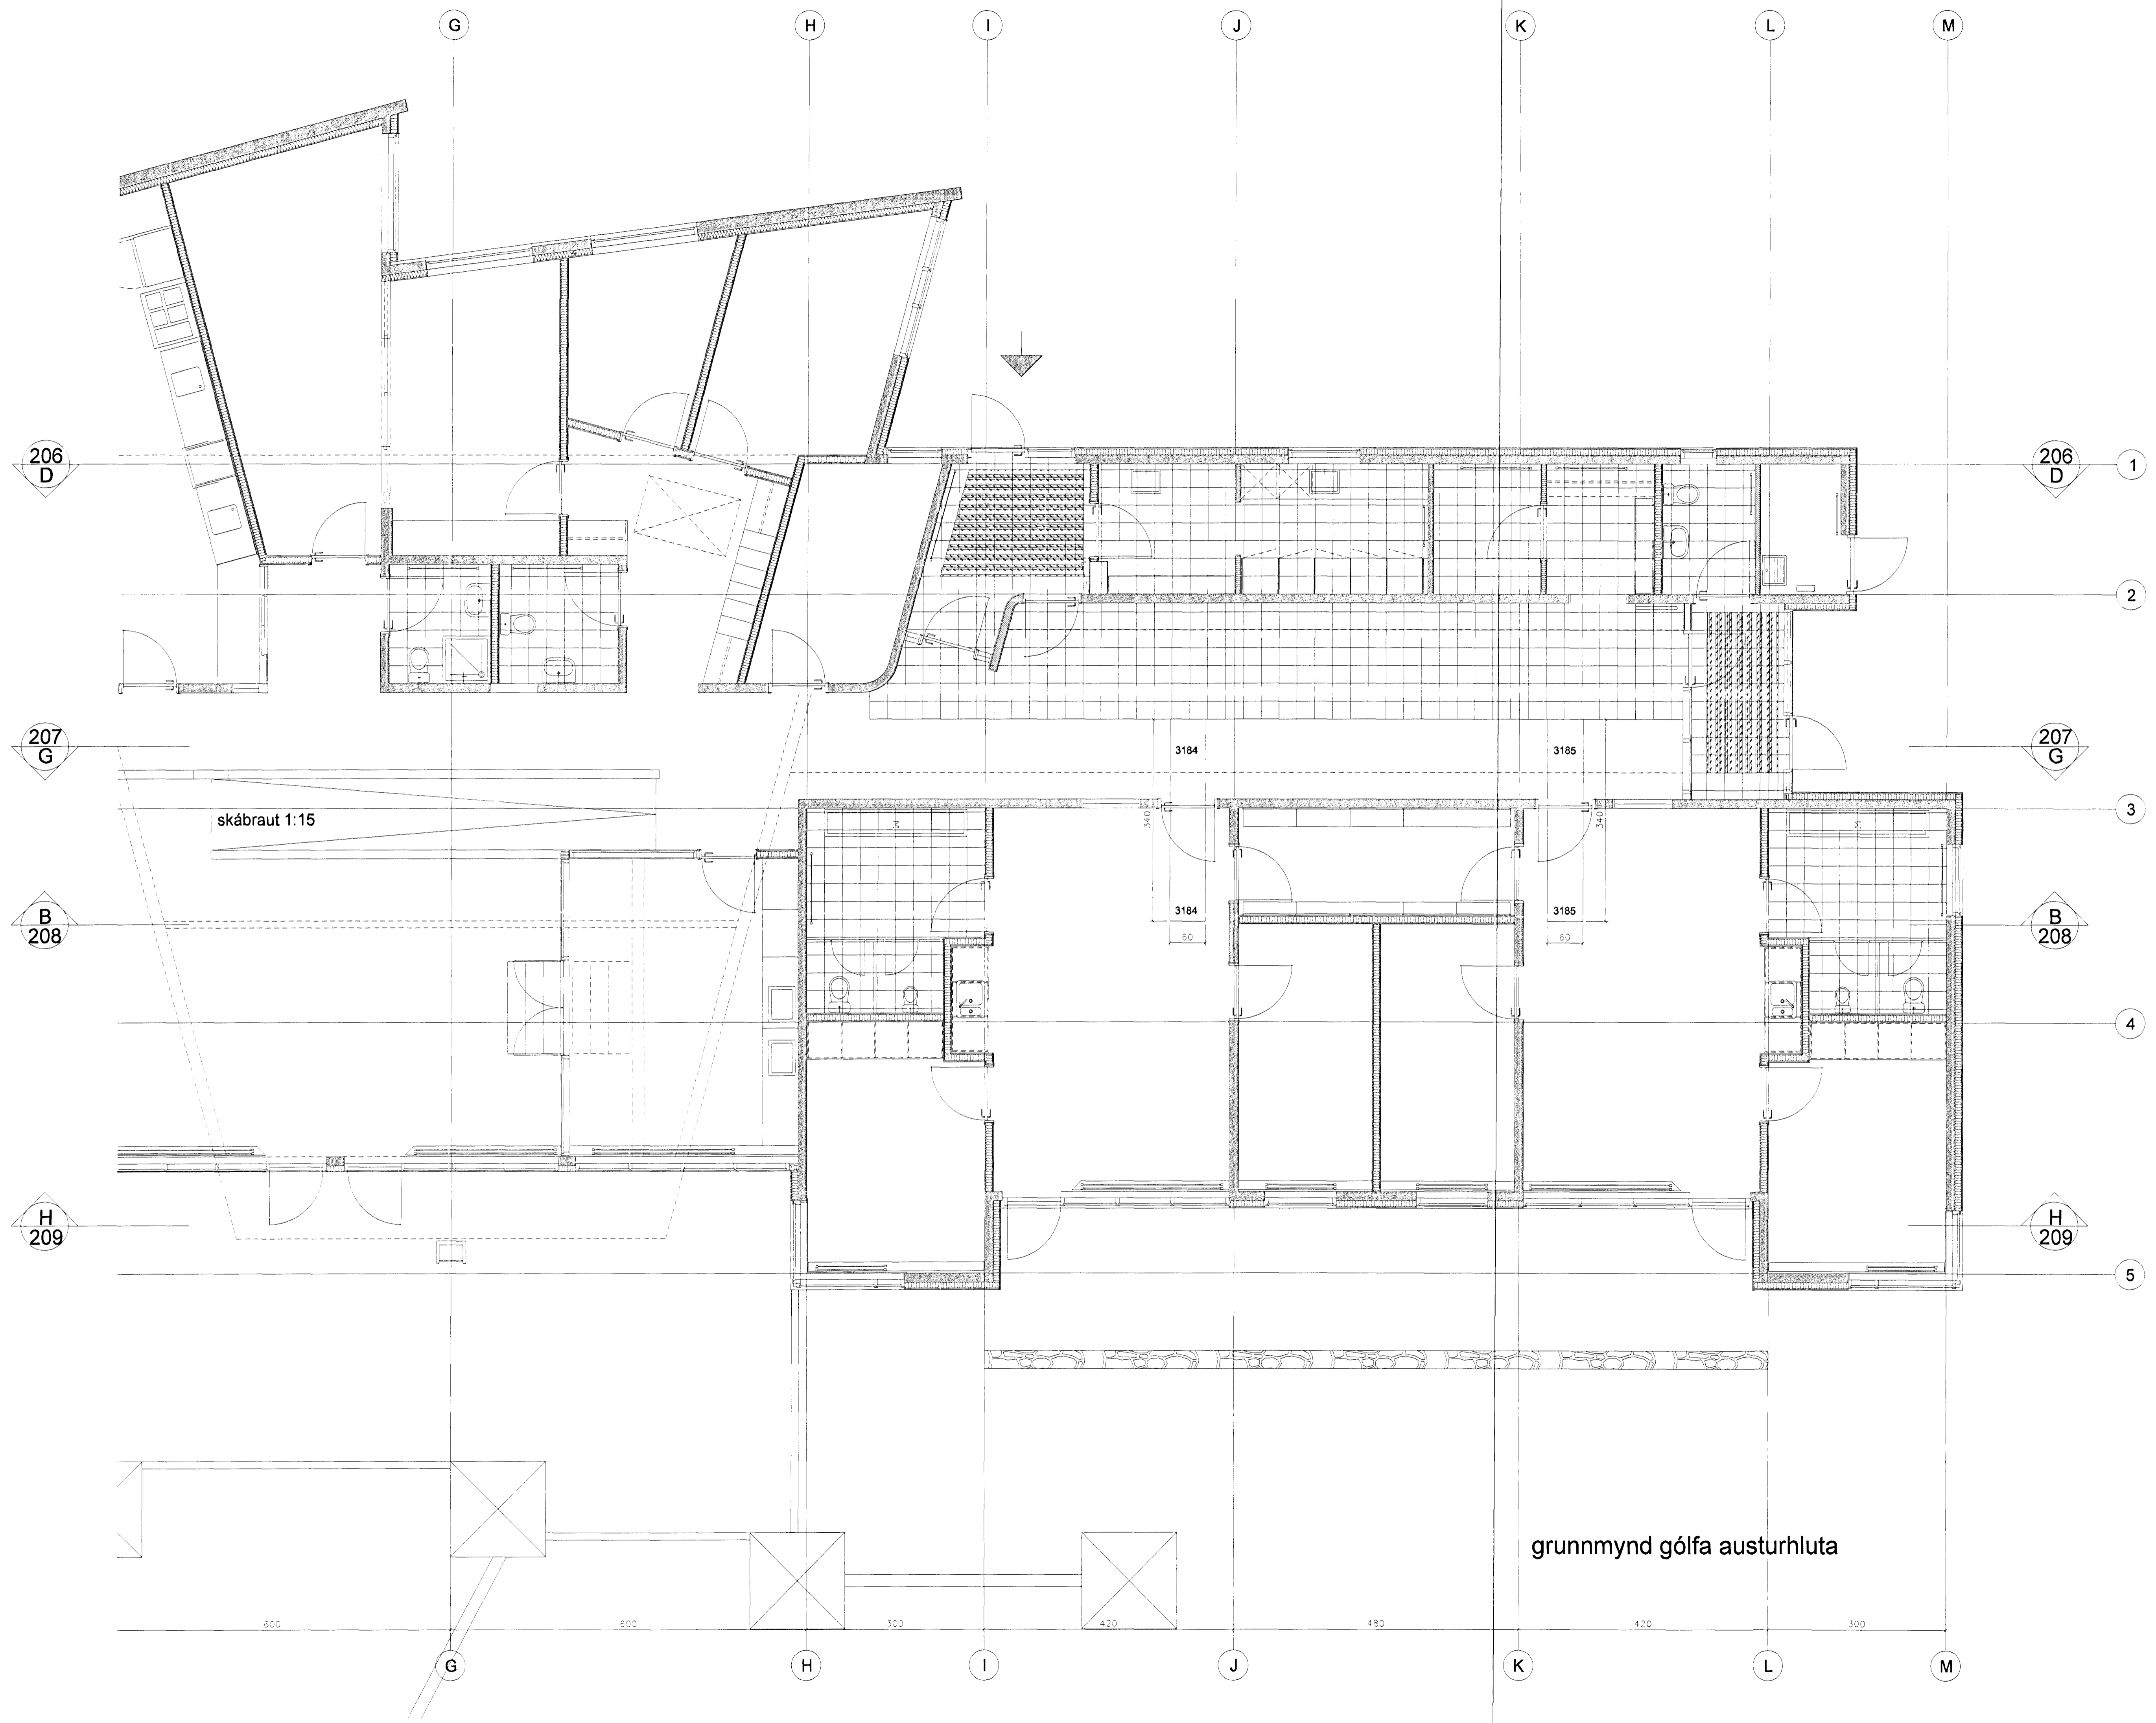 G H I J K L M
206
D
206
D
1
2
207
G
3184
3185
207
G
skábraut 1:15
340
340
3
B
208
3184
3185
B
208
60
60
4
H
209
H
209
5
grunnmynd gólfa austurhluta
600 600 300 420 480 420 300
G H I J K L M